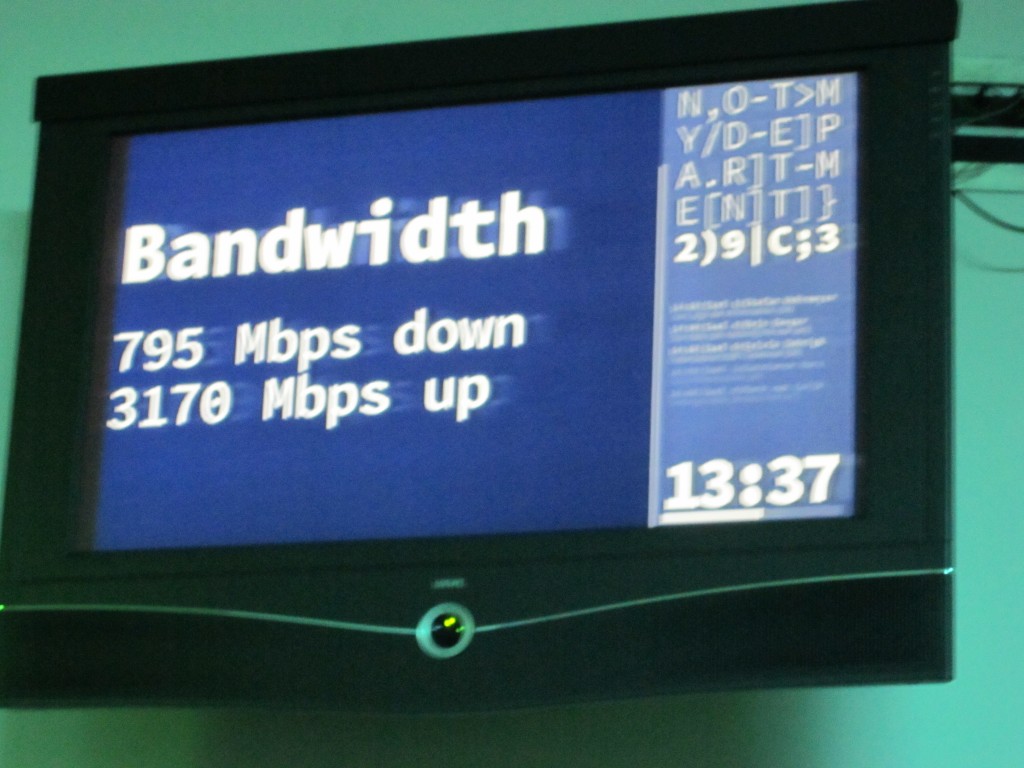 Bandwidth
795 Mbps down
3170 Mbps up
N,O-T>M
Y/D-E]P
A.R]T-M
E[N]T]}
2)9|C;3
13:37